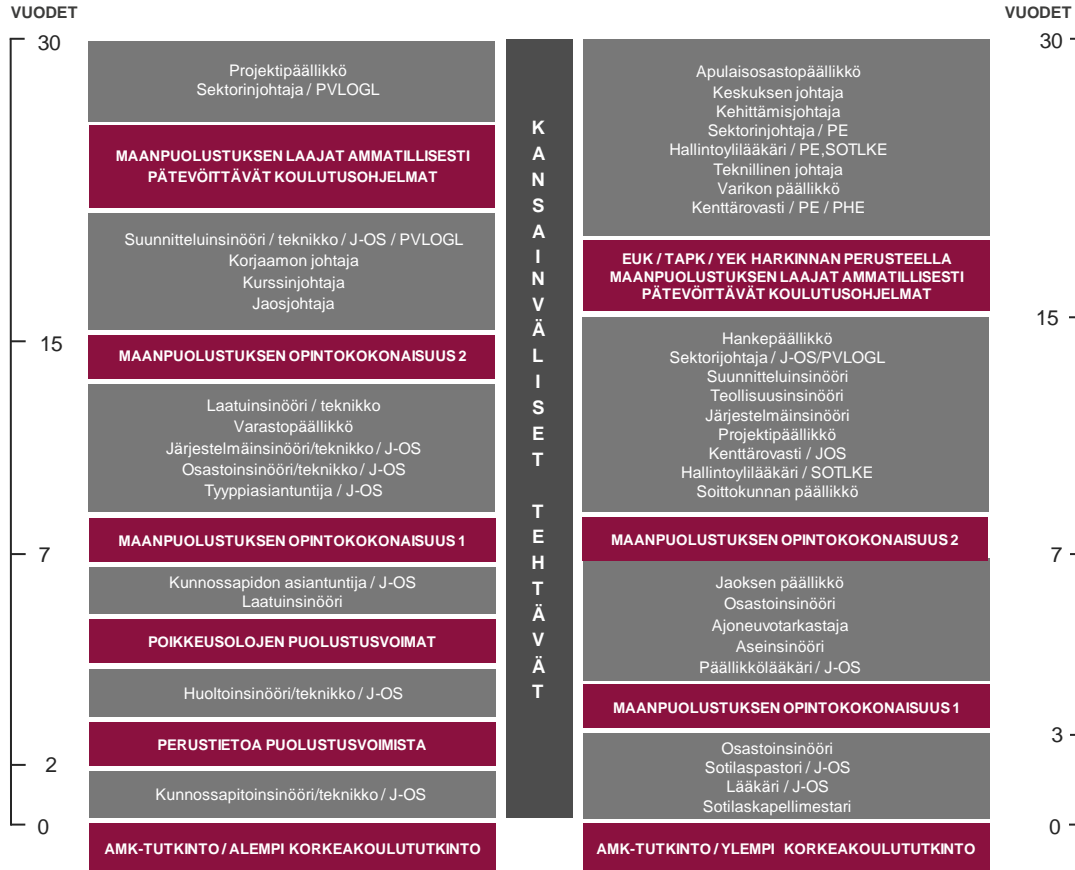 VUODET
30
15
7
2
0
Projektipäällikkö
Sektorinjohtaja / PVLOGL
MAANPUOLUSTUKSEN LAAJAT AMMATILLISESTI
PÄTEVÖITTÄVÄT KOULUTUSOHJELMAT
Suunnitteluinsinööri / teknikko / J-OS / PVLOGL
Korjaamon johtaja
Kurssinjohtaja
Jaosjohtaja
MAANPUOLUSTUKSEN OPINTOKOKONAISUUS 2
Laatuinsinööri / teknikko
Varastopäällikkö
Järjestelmäinsinööri/teknikko / J-OS
Osastoinsinööri/teknikko / J-OS
Tyyppiasiantuntija / J-OS
MAANPUOLUSTUKSEN OPINTOKOKONAISUUS 1
Kunnossapidon asiantuntija / J-OS
Laatuinsinööri
POIKKEUSOLOJEN PUOLUSTUSVOIMAT
Huoltoinsinööri/teknikko / J-OS
PERUSTIETOA PUOLUSTUSVOIMISTA
Kunnossapitoinsinööri/teknikko / J-OS
AMK-TUTKINTO / ALEMPI KORKEAKOULUTUTKINTO
KANSAINVÄLISET TEHTÄVÄT
Apulaisosastopäällikkö
Keskuksen johtaja
Kehittämisjohtaja
Sektorinjohtaja / PE
Hallintoylilääkäri / PE,SOTLKE
Teknillinen johtaja
Varikon päällikkö
Kenttärovasti / PE / PHE
EUK / TAPK / YEK HARKINNAN PERUSTEELLA
MAANPUOLUSTUKSEN LAAJAT AMMATILLISESTI
PÄTEVÖITTÄVÄT KOULUTUSOHJELMAT
Hankepäällikkö
Sektorijohtaja / J-OS/PVLOGL
Suunnitteluinsinööri
Teollisuusinsinööri
Järjestelmäinsinööri
Projektipäällikkö
Kenttärovasti / JOS
Hallintoylilääkäri / SOTLKE
Soittokunnan päällikkö
MAANPUOLUSTUKSEN OPINTOKOKONAISUUS 2
Jaoksen päällikkö
Osastoinsinööri
Ajoneuvotarkastaja
Aseinsinööri
Päällikkölääkäri / J-OS
MAANPUOLUSTUKSEN OPINTOKOKONAISUUS 1
Osastoinsinööri
Sotilaspastori / J-OS
Lääkäri / J-OS
Sotilaskapellimestari
AMK-TUTKINTO / YLEMPI KORKEAKOULUTUTKINTO
VUODET
30
15
7
3
0